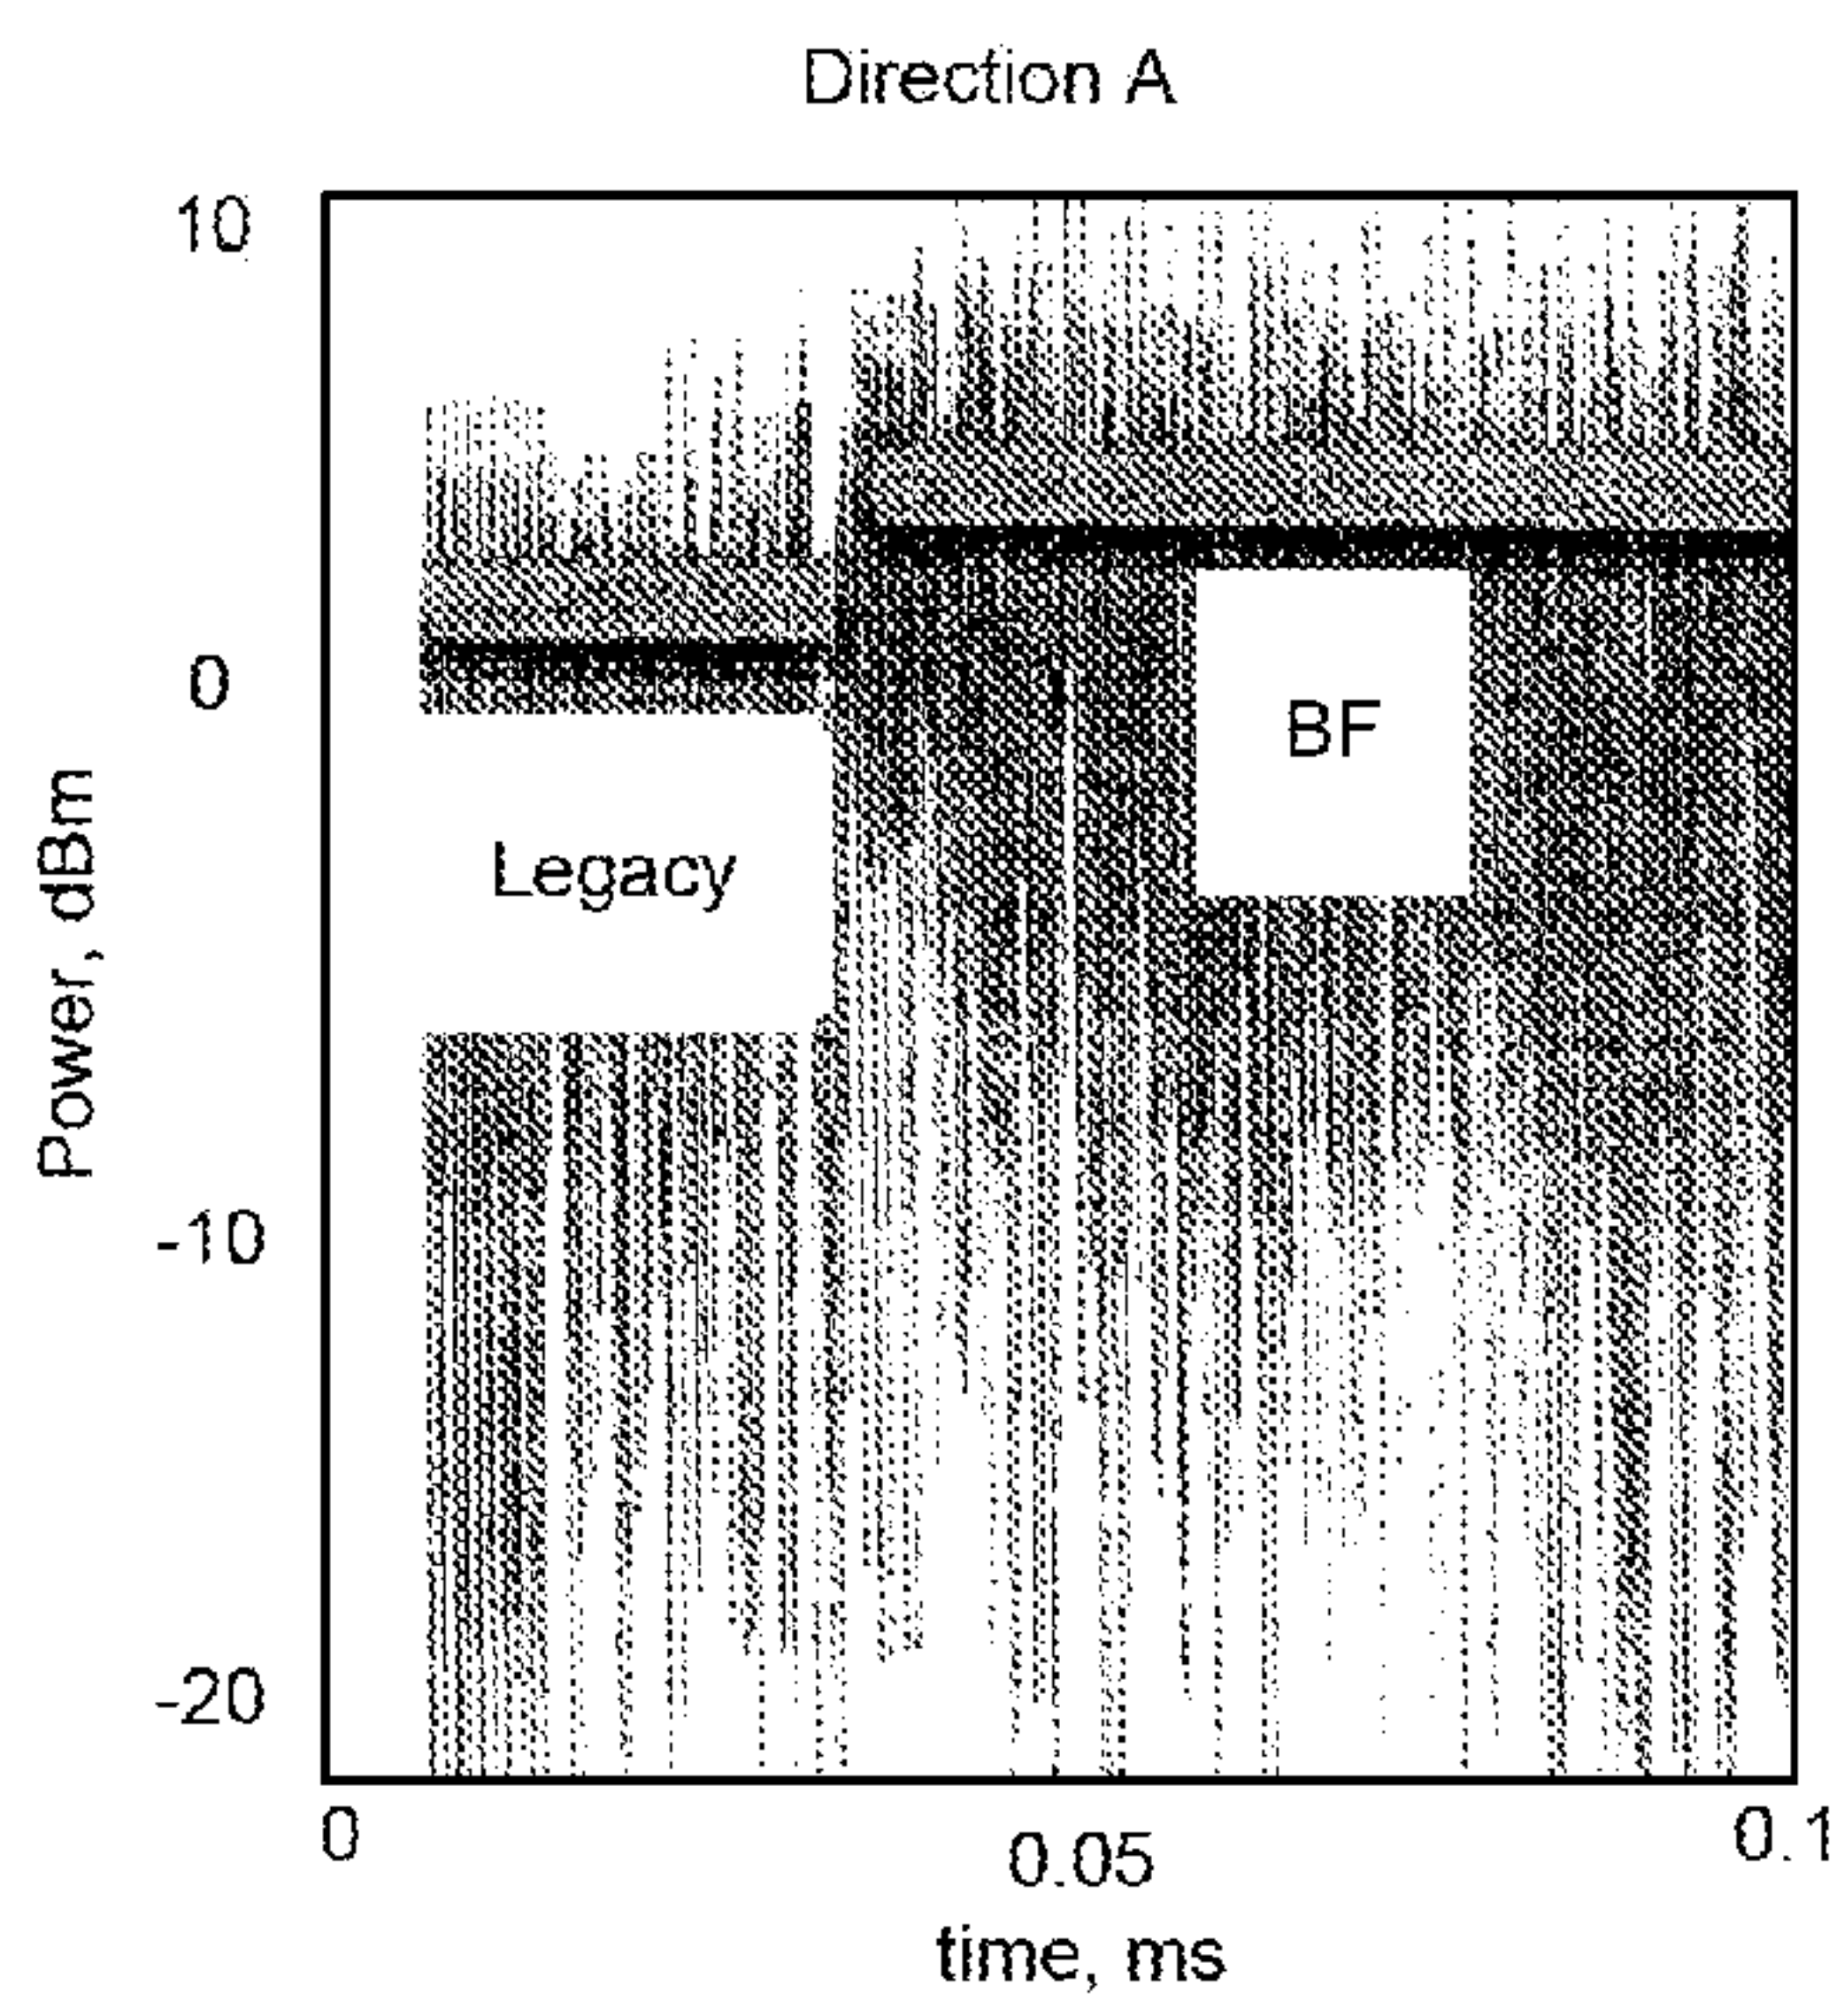 Direction A
10
0
-10
-20
Power, dBm
Legacy
BF
0
0.05
0.1
time, ms